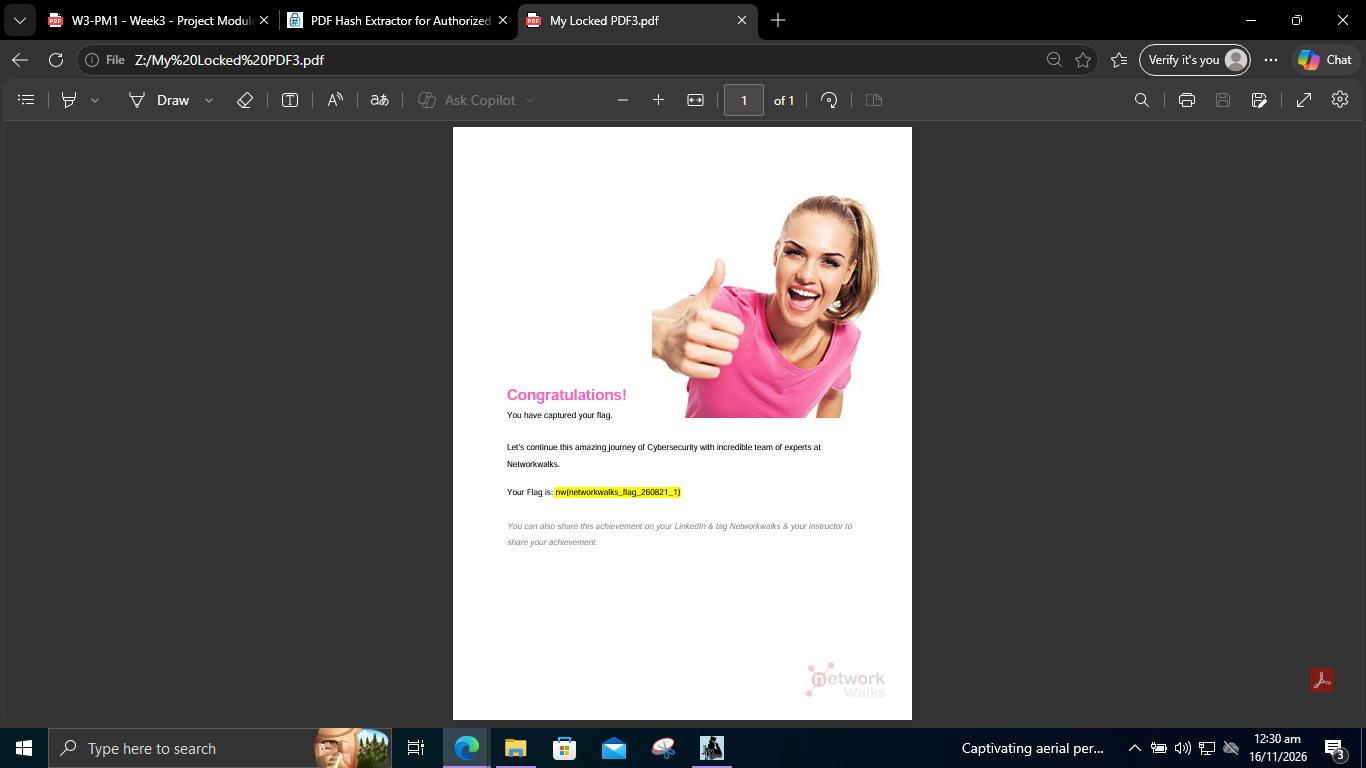 W3-PM1 - Week3 - Project Module
PDF Hash Extractor for Authorized
My Locked PDF3.pdf
File
Z:/My%20Locked%20PDF3.pdf
Verify it's you
Chat
Draw
Ask Copilot
1
of 1
Congratulations!
You have captured your flag.
Let's continue this amazing journey of Cybersecurity with incredible team of experts at
Networkwalks.
Your Flag is: nw{networkwalks_flag_260821_1}
You can also share this achievement on your LinkedIn & tag Networkwalks & your instructor to
share your achievement.
network
Walks
Type here to search
Captivating aerial per...
12:30 am
16/11/2026
3